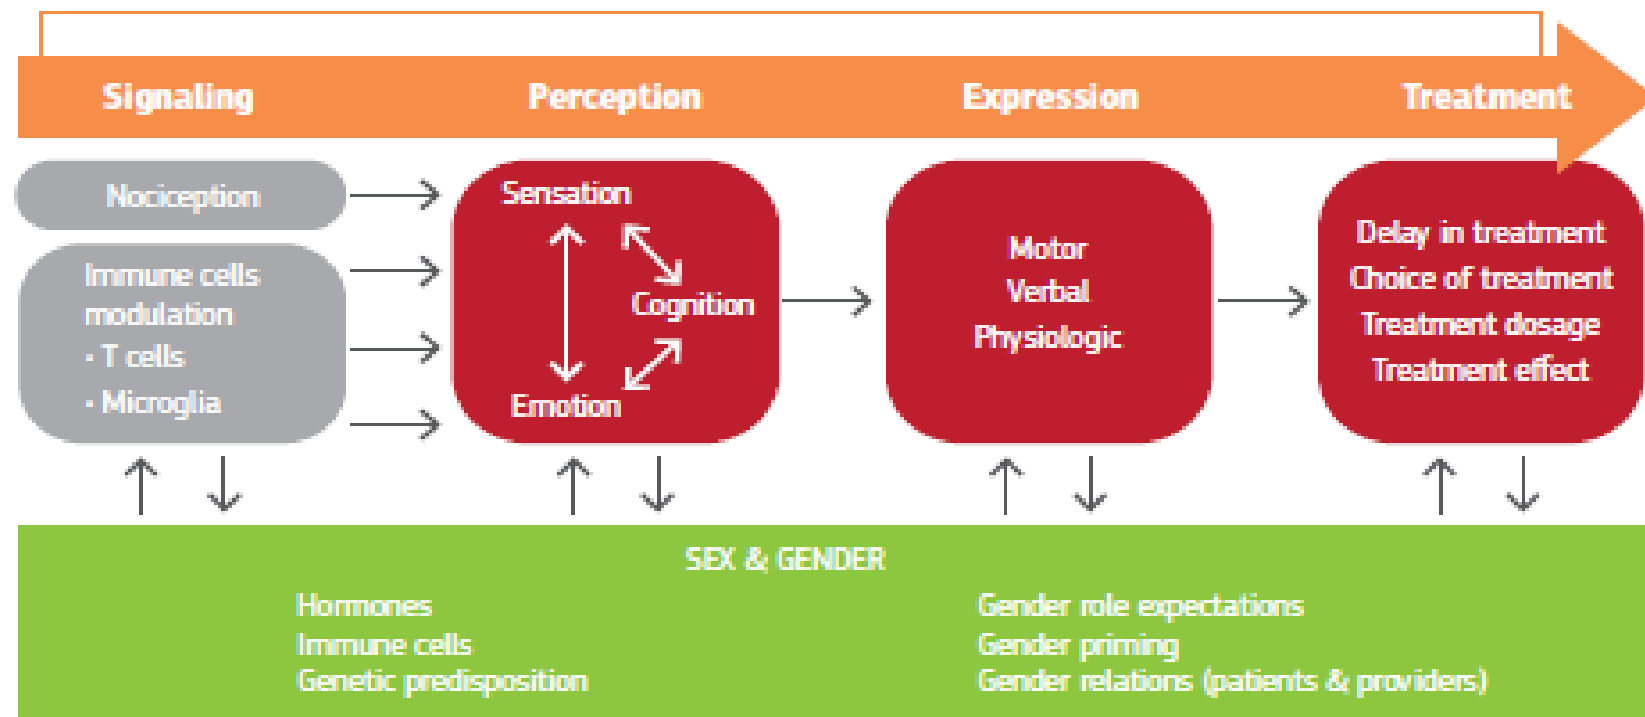 Signaling
Perception
Expression
Treatment
Nociception
Immune cells
modulation
- T cells
- Microglia
Sensation
Cognition
Emotion
Motor
Verbal
Physiologic
Delay in treatment
Choice of treatment
Treatment dosage
Treatment effect
SEX & GENDER
Hormones
Immune cells
Genetic predisposition
Gender role expectations
Gender priming
Gender relations (patients & providers)